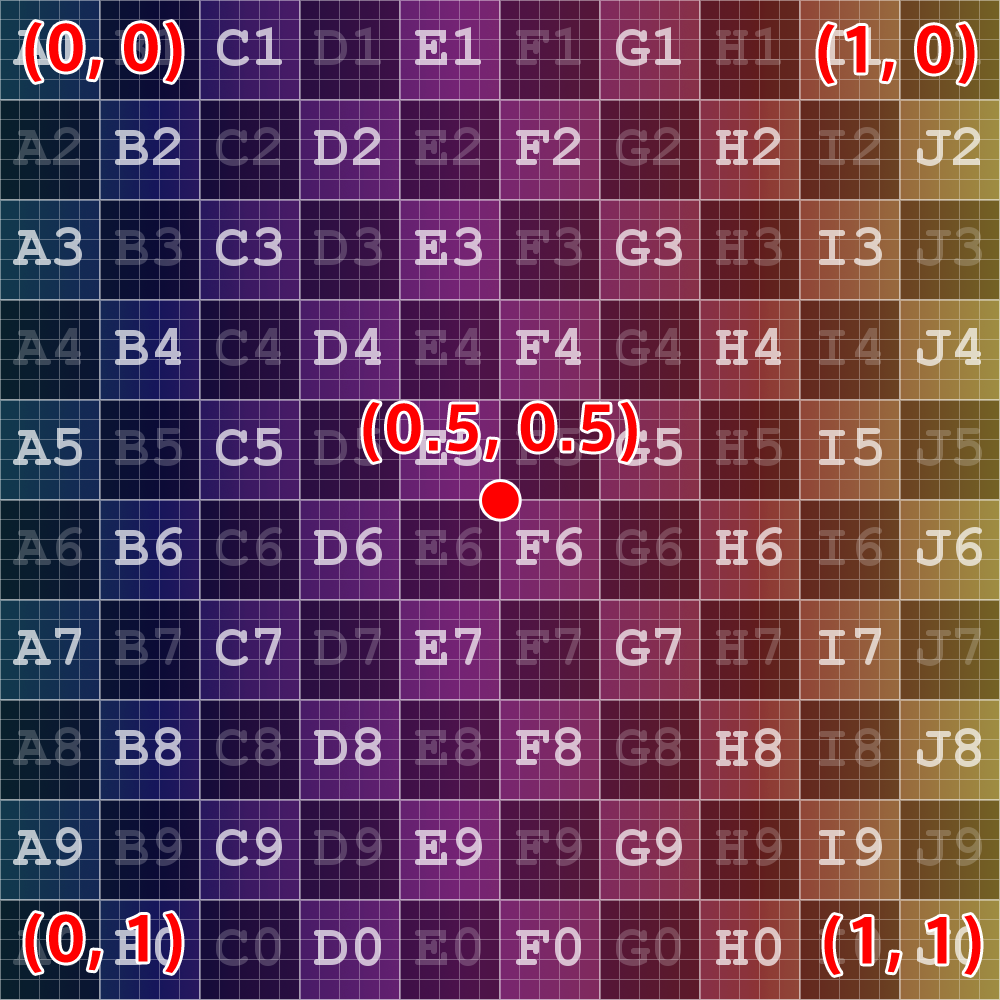 (0, 0) C1 D1 E1 F1 G1 H1 (1, 0)
A2 B2 C2 D2 E2 F2 G2 H2 I2 J2
A3 B3 C3 D3 E3 F3 G3 H3 I3 J3
A4 B4 C4 D4 E4 F4 G4 H4 I4 J4
(0.5, 0.5)
A5 B5 C5 E5 G5 H5 I5 J5
A6 B6 C6 D6 E6 F6 G6 H6 I6 J6
A7 B7 C7 D7 E7 F7 G7 H7 I7 J7
A8 B8 C8 D8 E8 F8 G8 H8 I8 J8
A9 B9 C9 D9 E9 F9 G9 H9 I9 J9
(0, 1) B0 C0 D0 E0 F0 G0 H0 (1, 1)